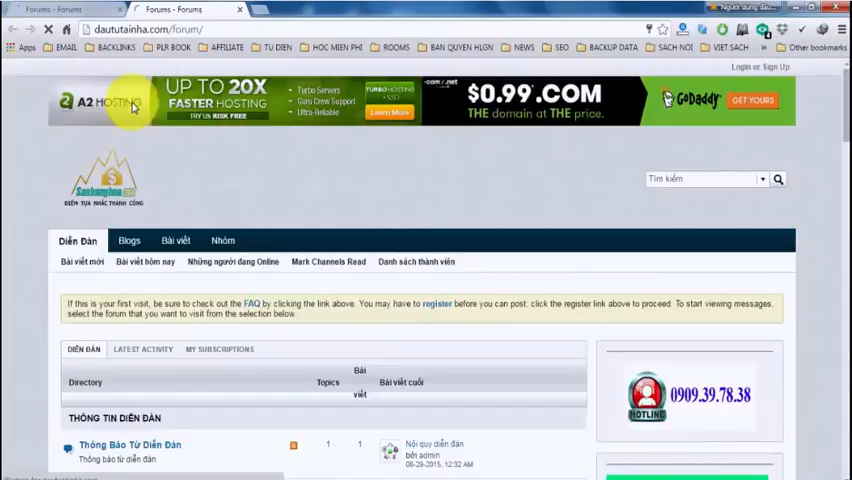 Forums - Forums
Forums - Forums
Người dùng đầu...
dautunha.com/forum/
Apps EMAIL BACKLINKS PLR BOOK AFFILIATE TU DIEN HOC MIEN PHI ROOMS BAN QUYEN HLGN NEWS SEO BACKUP DATA SACH NOI VIET SACH » Other bookmarks
Login or Sign Up
A2 HOSTING
UP TO 20X
FASTER HOSTING
TRY US RISK FREE
Turbo Servers
Guru Crew Support
Ultra-Reliable
TURBO HOSTING
+SSD
Learn More
.com / .net
$0.99* .COM
THE domain at THE price.
GODADDY
GET YOURS
ĐIỂM TỰA NHẤC THÀNH CÔNG
Tìm kiếm
Diễn Đàn Blogs Bài viết Nhóm
Bài viết mới Bài viết hôm nay Những người đang Online Mark Channels Read Danh sách thành viên
If this is your first visit, be sure to check out the FAQ by clicking the link above. You may have to register before you can post: click the register link above to proceed. To start viewing messages,
select the forum that you want to visit from the selection below.
DIỄN ĐÀN LATEST ACTIVITY MY SUBSCRIPTIONS
Directory Topics Bài viết Bài viết cuối
THÔNG TIN DIỄN ĐÀN
Thông Báo Từ Diễn Đàn 1 1 Nôi quy diễn đàn
Thông báo từ diễn đàn
bởi admin
08-29-2015, 12:32 AM
HOTLINE
0909.39.78.38